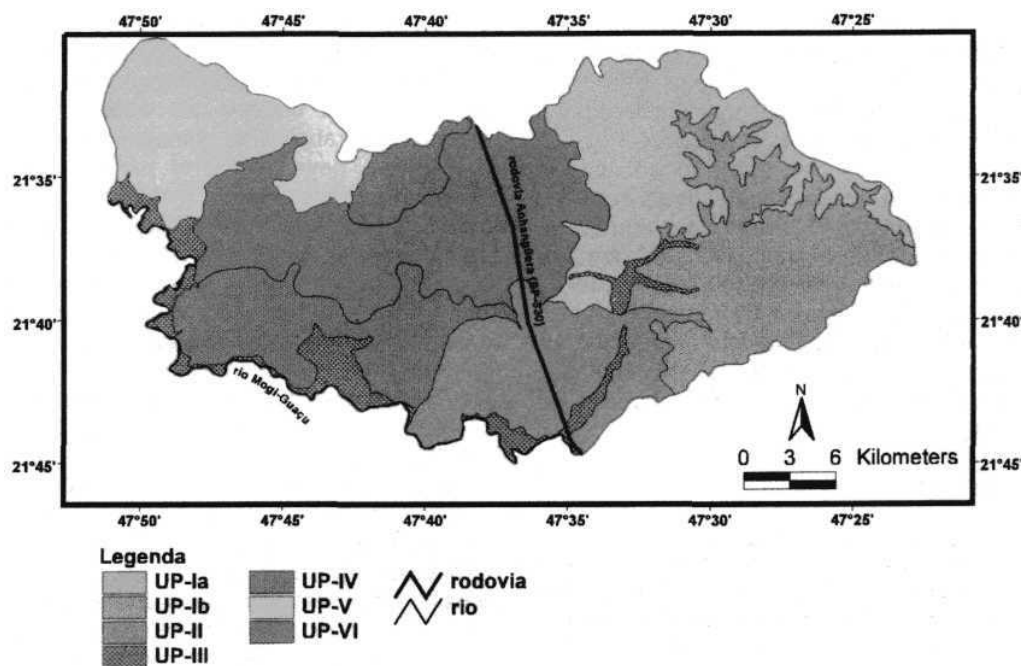 47°50' 47°45' 47°40' 47°35' 47°30' 47°25'
21°35' 21°35'
rodovia Anhangüera (SP-330)
21°40' 21°40'
rio Mogi-Guaçu
N
0 3 6 Kilometers
21°45' 21°45'
47°50' 47°45' 47°40' 47°35' 47°30' 47°25'
Legenda
UP-Ia UP-IV rodovia
UP-Ib UP-V rio
UP-II UP-VI
UP-III